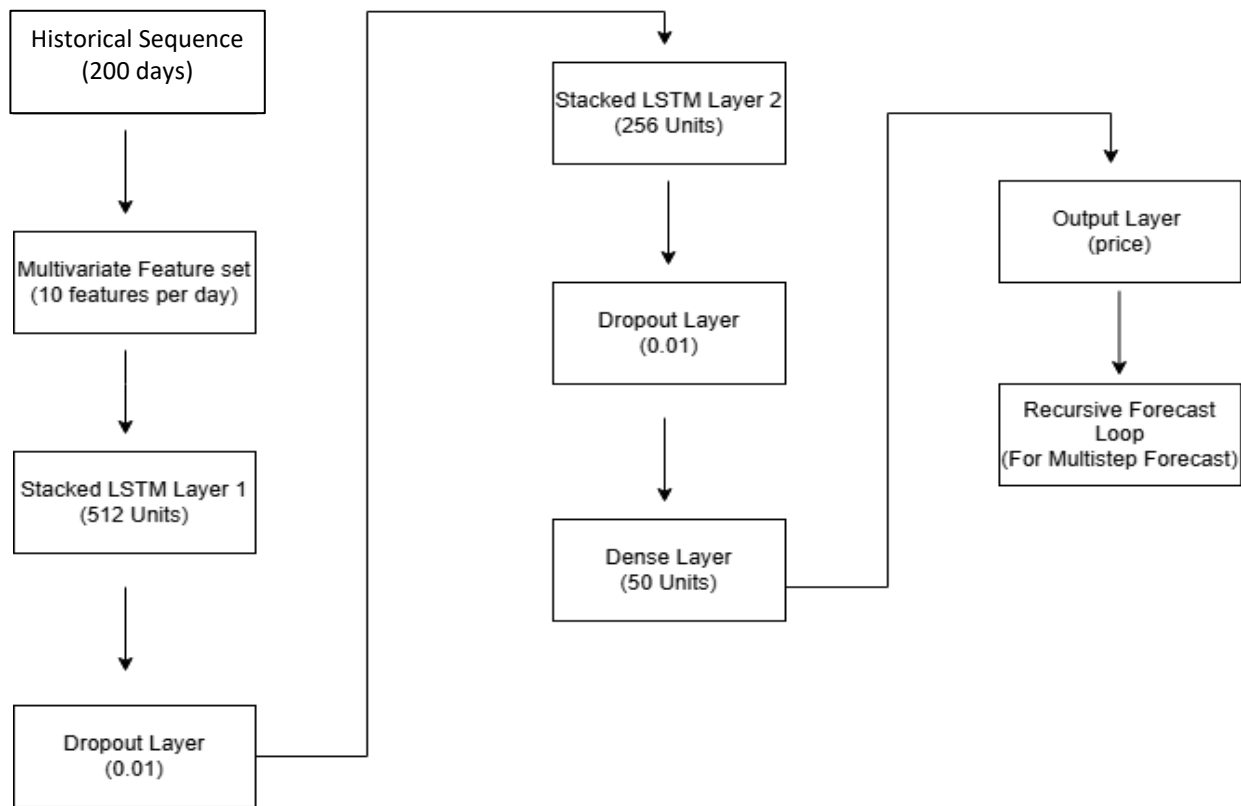 Historical Sequence
(200 days)
Multivariate Feature set
(10 features per day)
Stacked LSTM Layer 1
(512 Units)
Dropout Layer
(0.01)
Stacked LSTM Layer 2
(256 Units)
Dropout Layer
(0.01)
Dense Layer
(50 Units)
Output Layer
(price)
Recursive Forecast
Loop
(For Multistep Forecast)